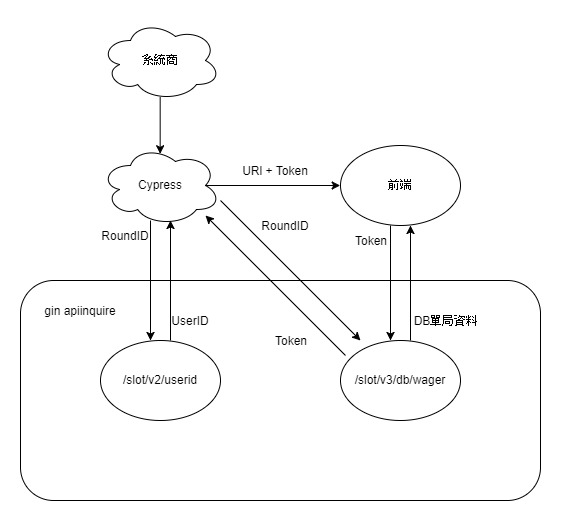 糸統商
Cypress
URI + Token
前端
RoundID
RoundID
Token
gin apiinquire
UserID
Token
DB單局資料
/slot/v2/userid
/slot/v3/db/wager